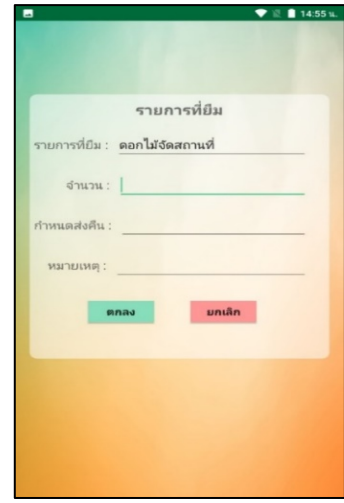 14:55 น.
รายการที่ยืม
รายการที่ยืม : ดอกไม้จัดสถานที่
จำนวน :
กำหนดส่งคืน :
หมายเหตุ :
ตกลง ยกเลิก